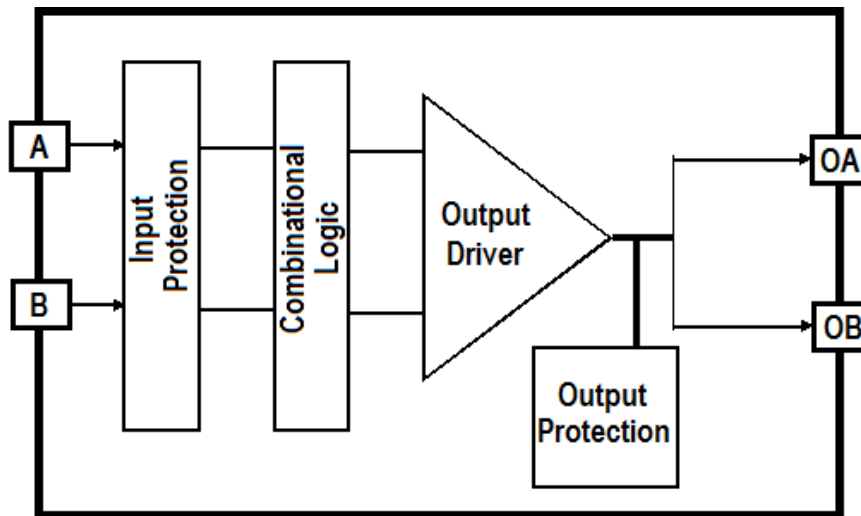 A
B
Input
Protection
Combinational
Logic
Output
Driver
Output
Protection
OA
OB